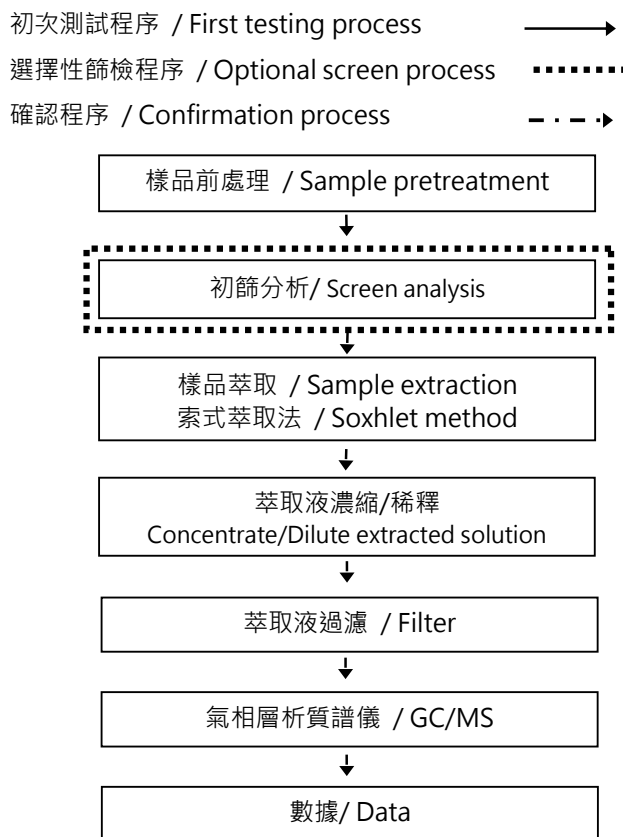 初次測試程序 / First testing process
選擇性篩檢程序 / Optional screen process
確認程序 / Confirmation process
樣品前處理 / Sample pretreatment
初篩分析/ Screen analysis
樣品萃取 / Sample extraction
索式萃取法 / Soxhlet method
萃取液濃縮/稀釋
Concentrate/Dilute extracted solution
萃取液過濾 / Filter
氣相層析質譜儀 / GC/MS
數據/ Data